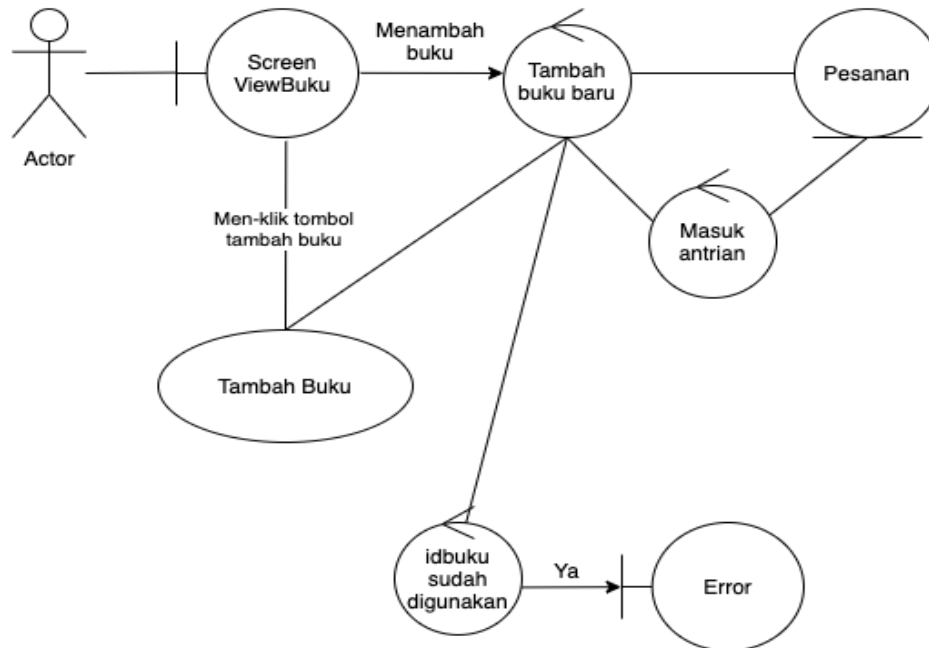 Actor
Screen
ViewBuku
Menambah
buku
Tambah
buku baru
Pesanan
Masuk
antrian
Men-klik tombol
tambah buku
Tambah Buku
idbuku
sudah
digunakan
Ya
Error